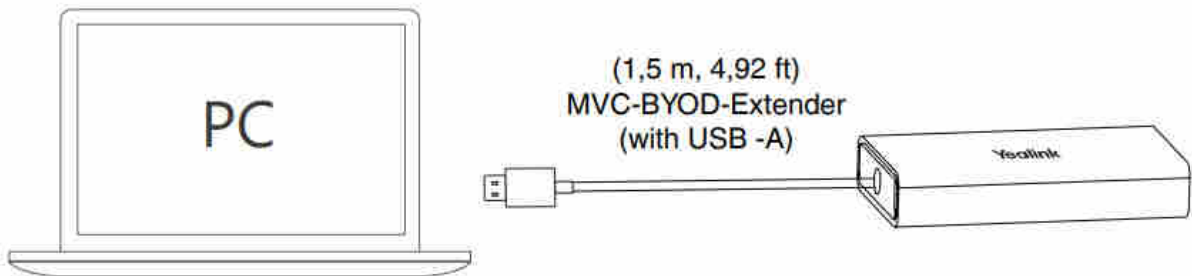 PC
(1,5 m, 4,92 ft)
MVC-BYOD-Extender
(with USB -A)
Yealink